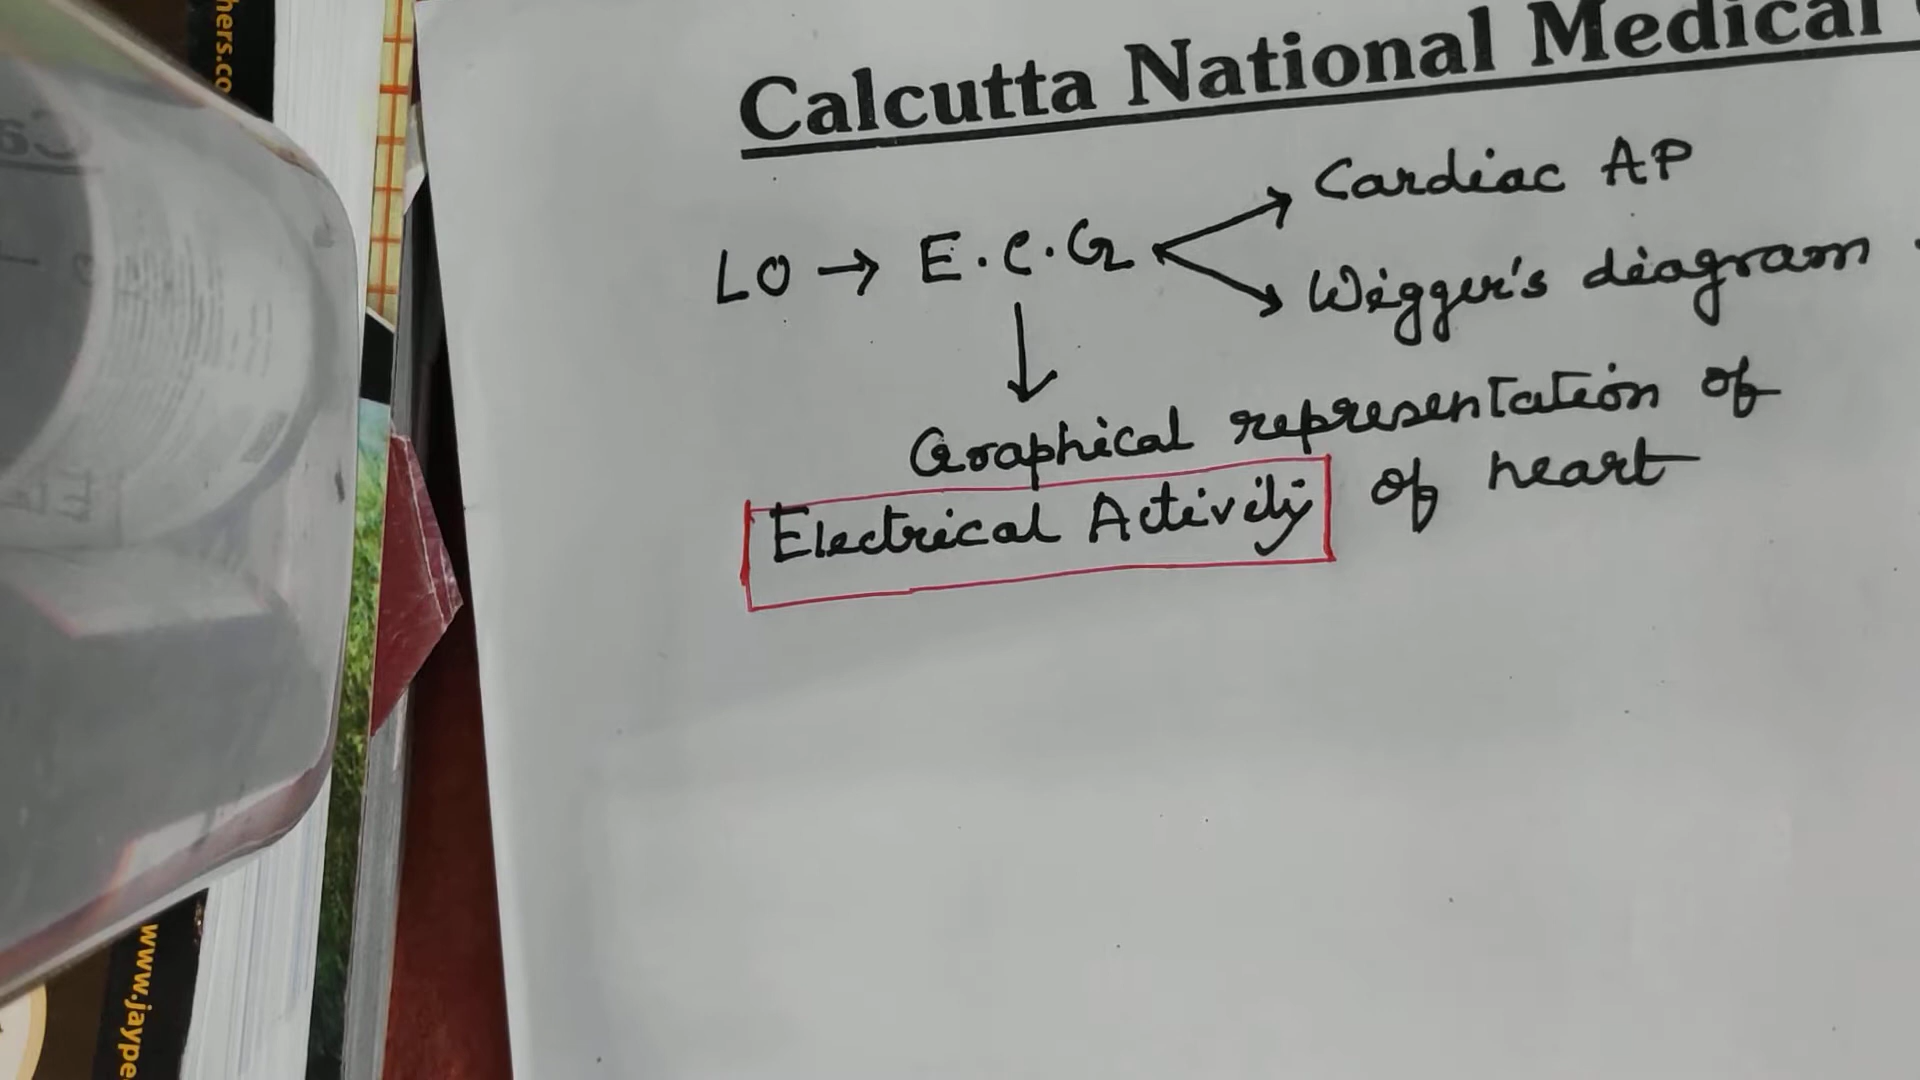 Calcutta National Medical
Cardiac AP
LO → E.C.G
Wigger's diagram
Graphical representation of
Electrical Activity of heart
hers.co
www.jaype